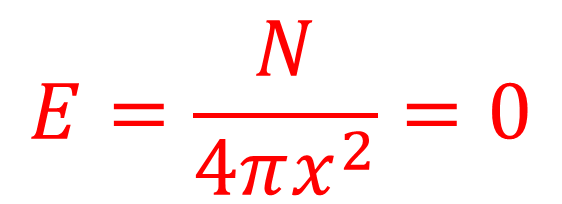 E = N / 4πx² = 0